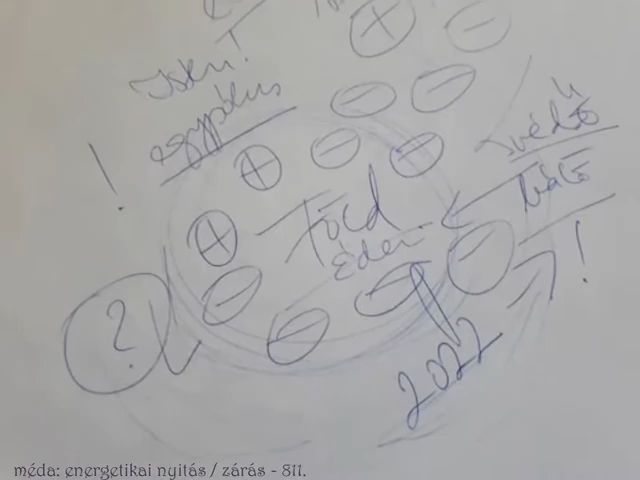 Isten!
egyptus
!
védő
háló
!
Föld
Éden
?
2022
méda: energetikai nyitás / zárás - 811.